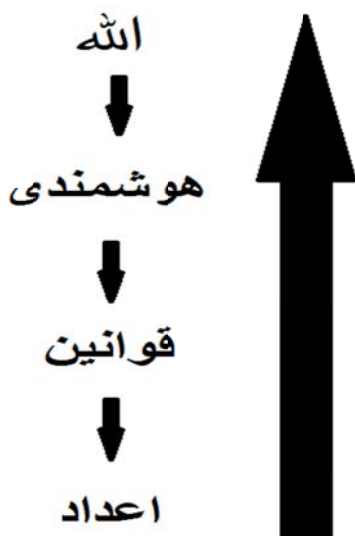 الله
هوشمندی
قوانین
اعداد